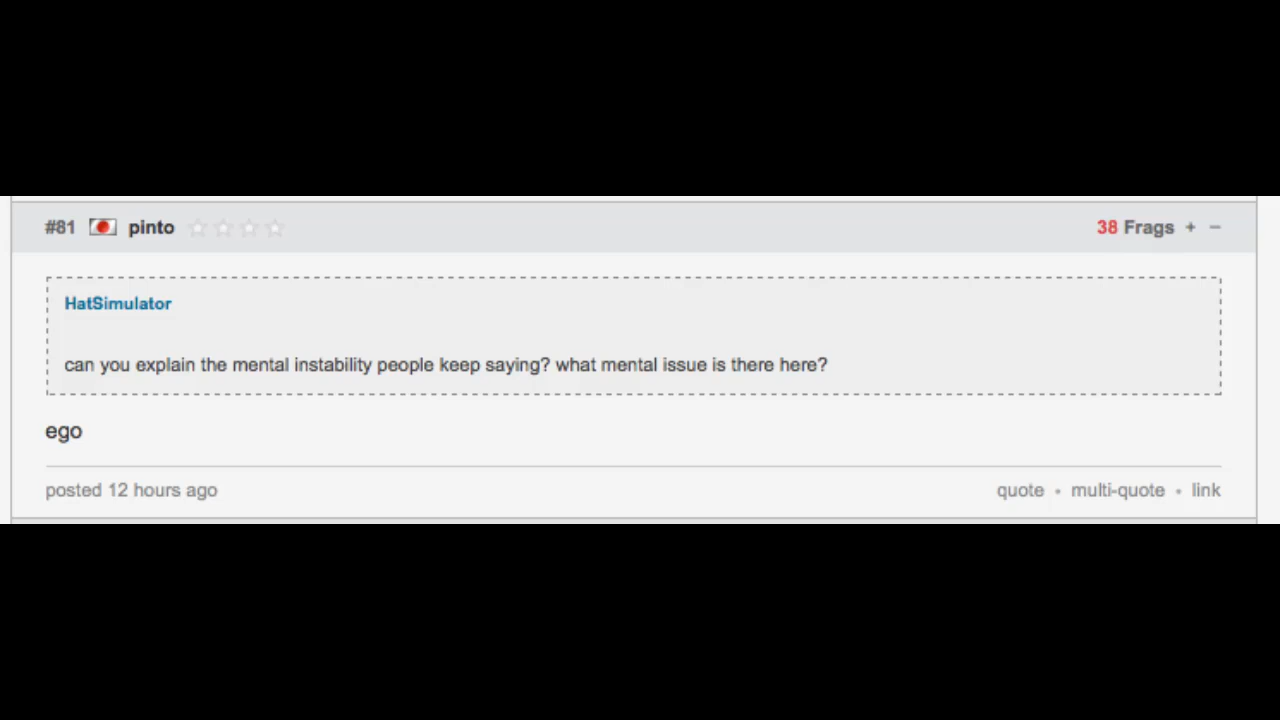 #81 pinto 38 Frags + −
HatSimulator
can you explain the mental instability people keep saying? what mental issue is there here?
ego
posted 12 hours ago quote • multi-quote • link